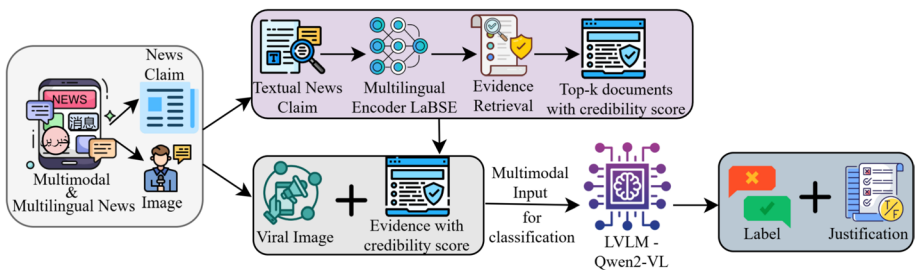 News
Claim
NEWS
消息
خبریں
Multimodal
&
Multilingual News
Image
T
Textual News
Claim
Multilingual
Encoder LaBSE
Evidence
Retrieval
Top-k documents
with credibility score
Viral Image
+
Evidence with
credibility score
Multimodal
Input
for
classification
LVLM -
Qwen2-VL
Label
+
T/F
Justification